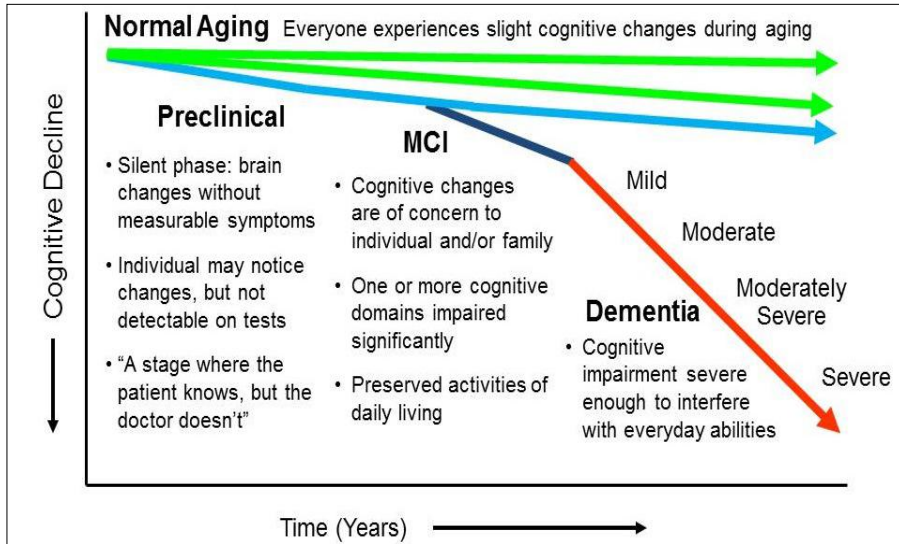 Normal Aging Everyone experiences slight cognitive changes during aging
Cognitive Decline
Preclinical
• Silent phase: brain
changes without
measurable symptoms
• Individual may notice
changes, but not
detectable on tests
• “A stage where the
patient knows, but the
doctor doesn’t”
MCI
• Cognitive changes
are of concern to
individual and/or family
• One or more cognitive
domains impaired
significantly
• Preserved activities of
daily living
Mild
Moderate
Moderately
Severe
Severe
Dementia
• Cognitive
impairment severe
enough to interfere
with everyday abilities
Time (Years)